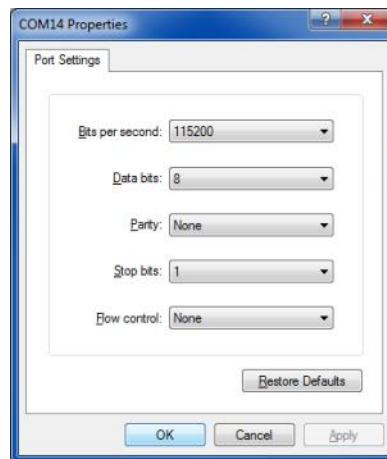 COM14 Properties
Port Settings
Bits per second: 115200
Data bits: 8
Parity: None
Stop bits: 1
Flow control: None
Restore Defaults
OK Cancel Apply